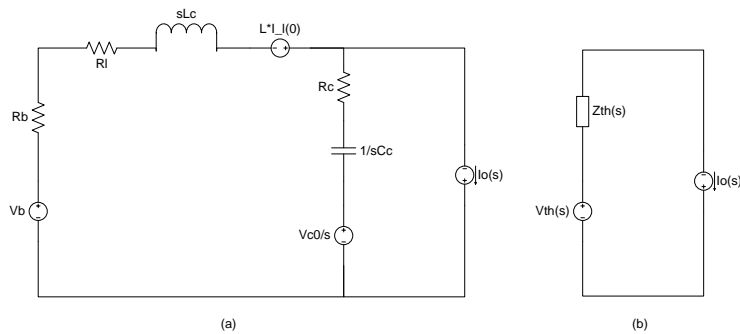 sLc
L*I_l(0)
Rl
Rc
Zth(s)
Rb
1/sCc
Io(s)
Io(s)
Vb
Vth(s)
Vc0/s
(a)
(b)